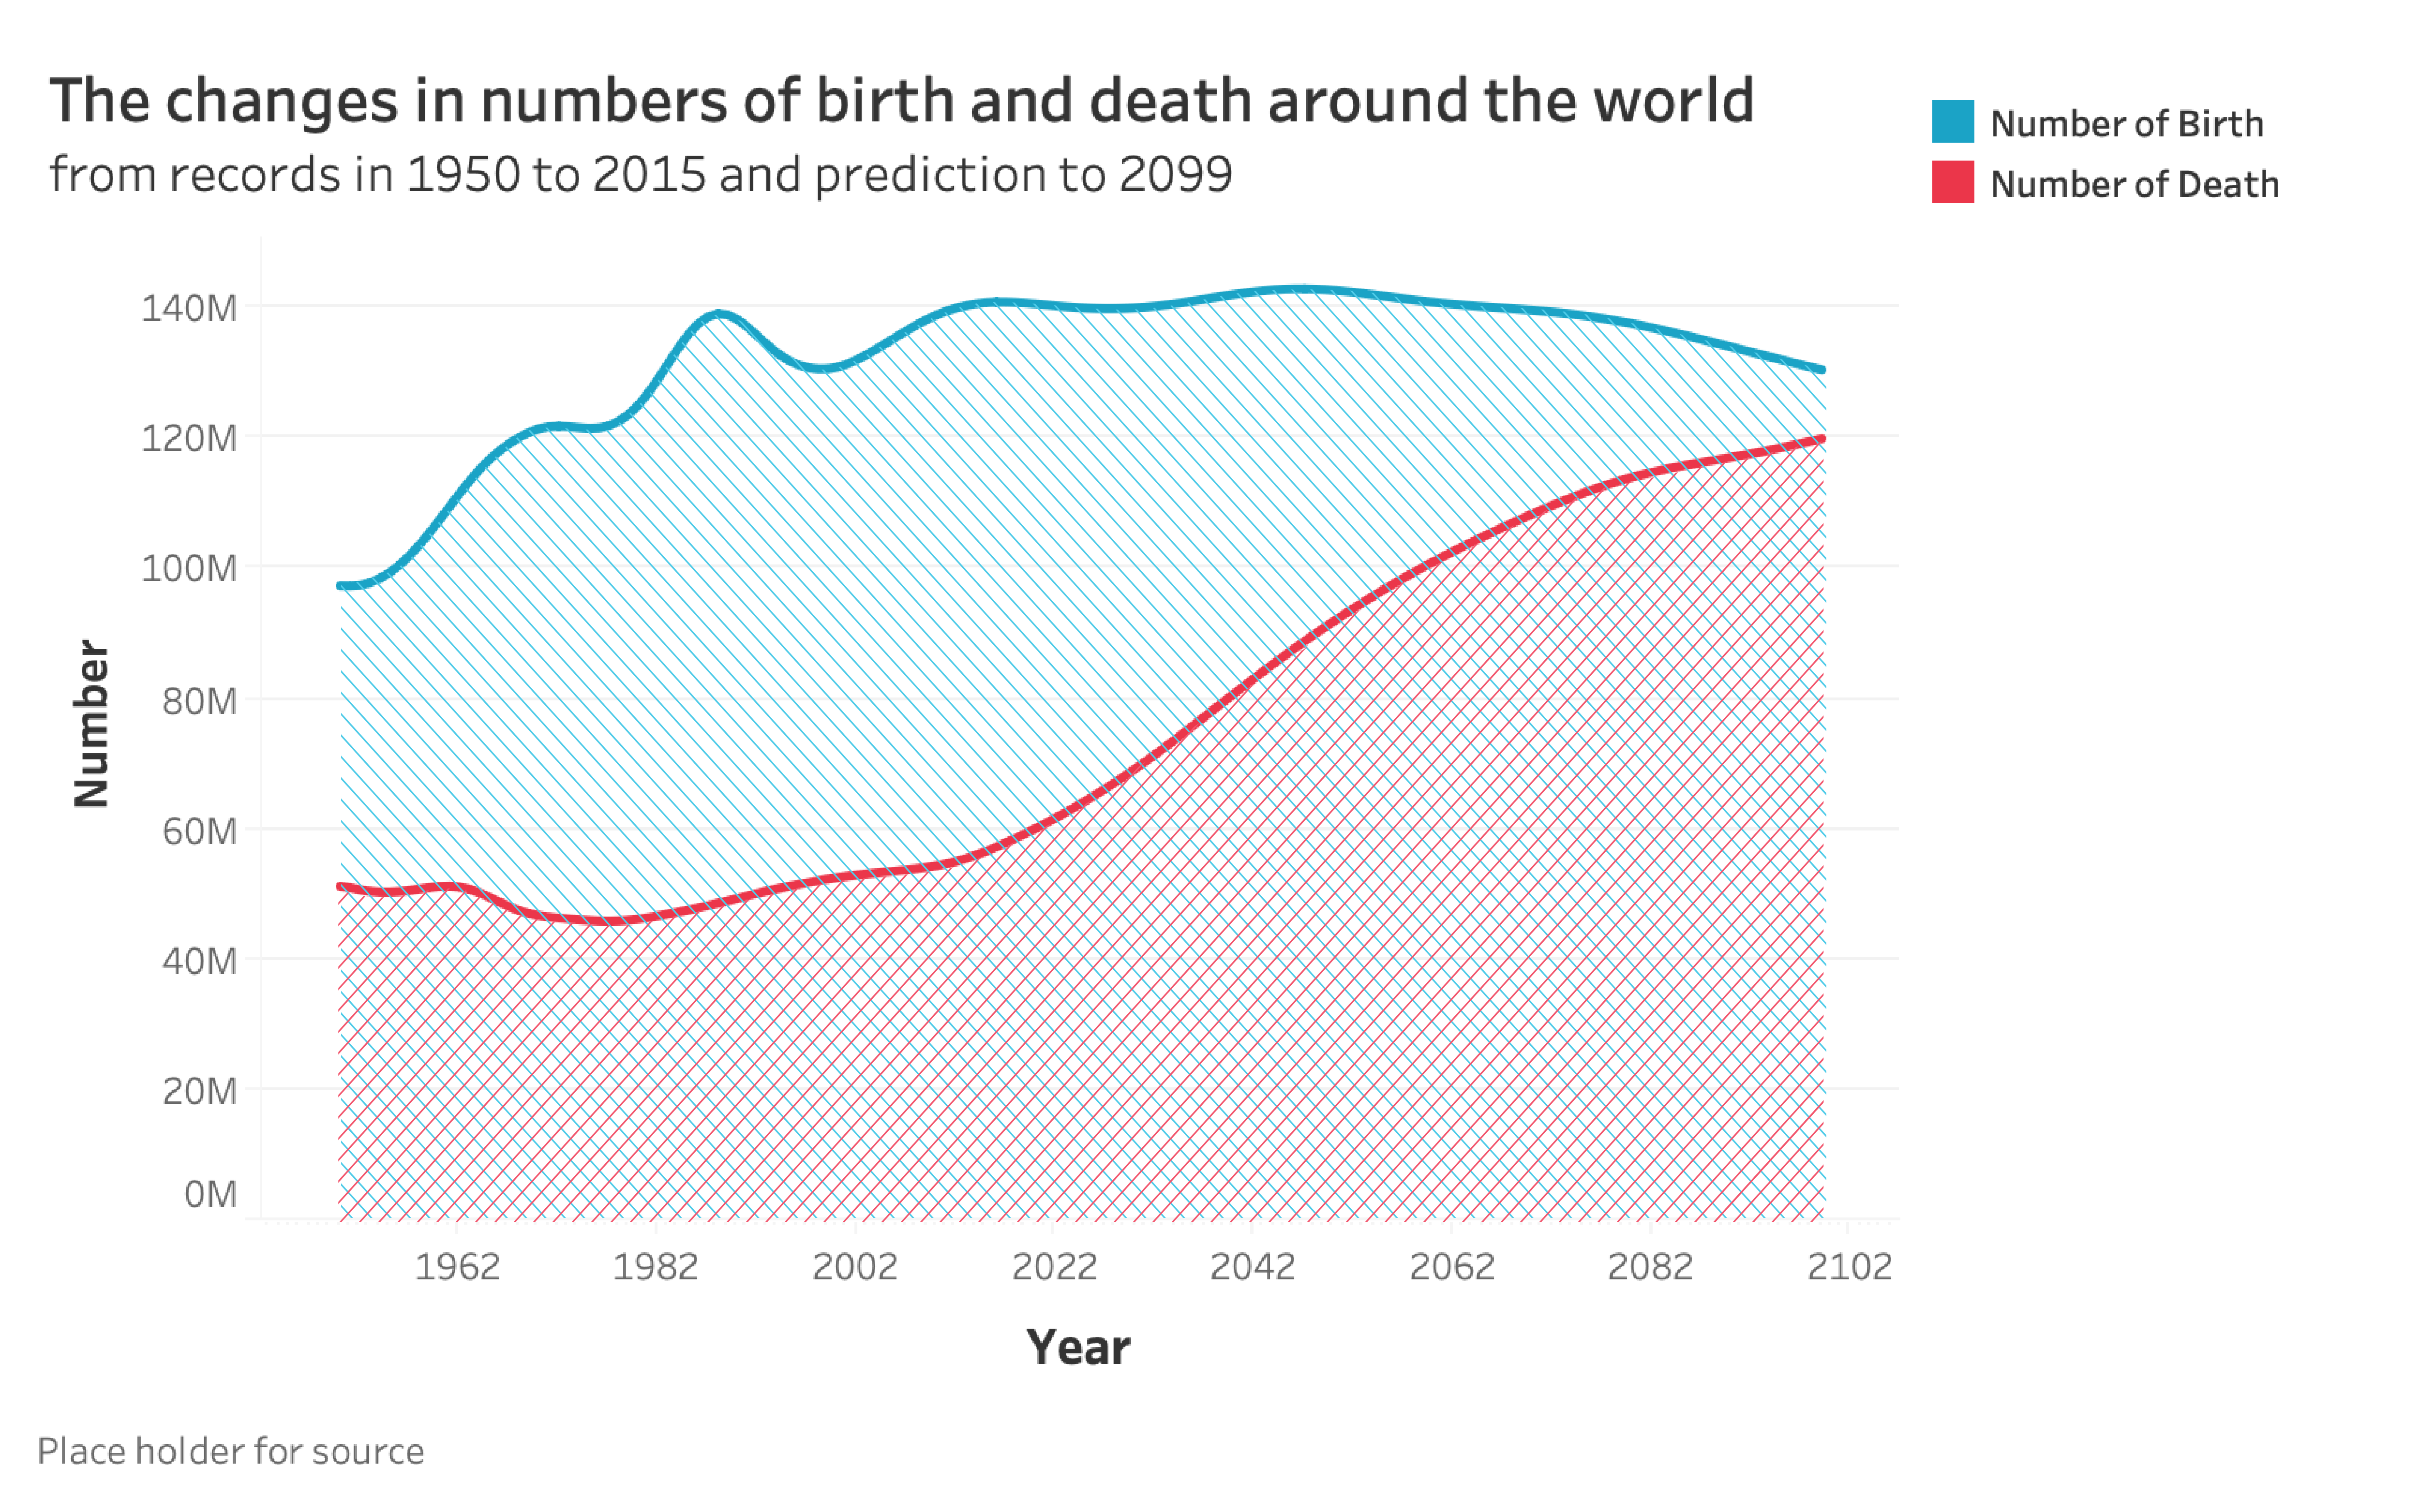 The changes in numbers of birth and death around the world
from records in 1950 to 2015 and prediction to 2099
Number of Birth
Number of Death
140M
120M
100M
80M
60M
40M
20M
0M
Number
1962 1982 2002 2022 2042 2062 2082 2102
Year
Place holder for source